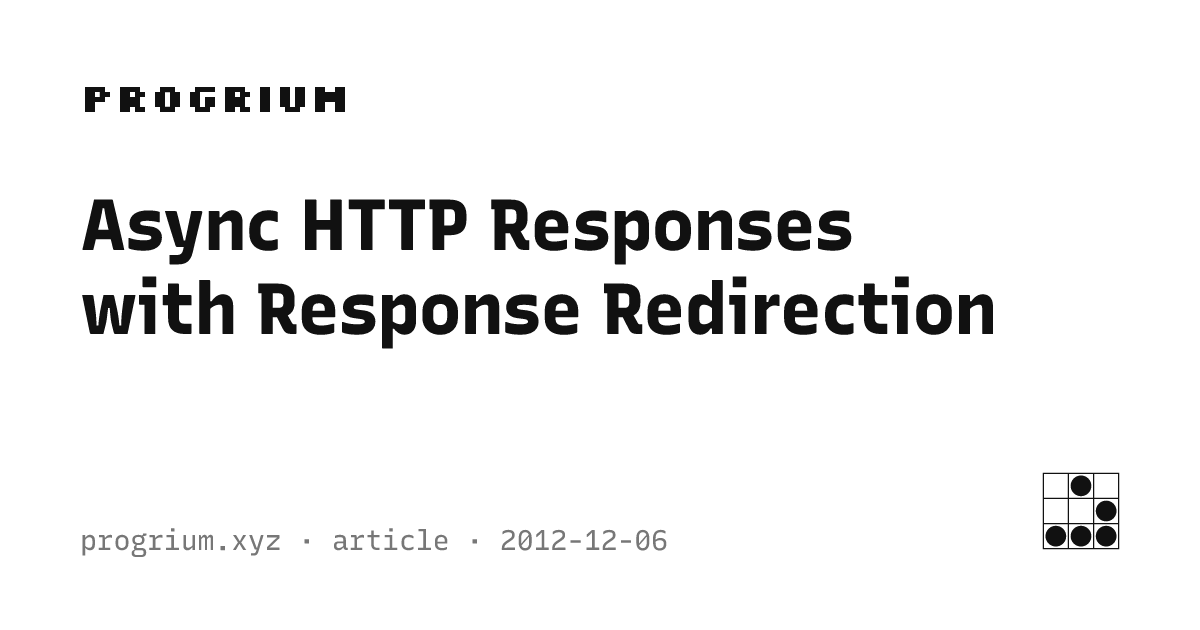 PROGRIUM
Async HTTP Responses
with Response Redirection
progrium.xyz · article · 2012-12-06